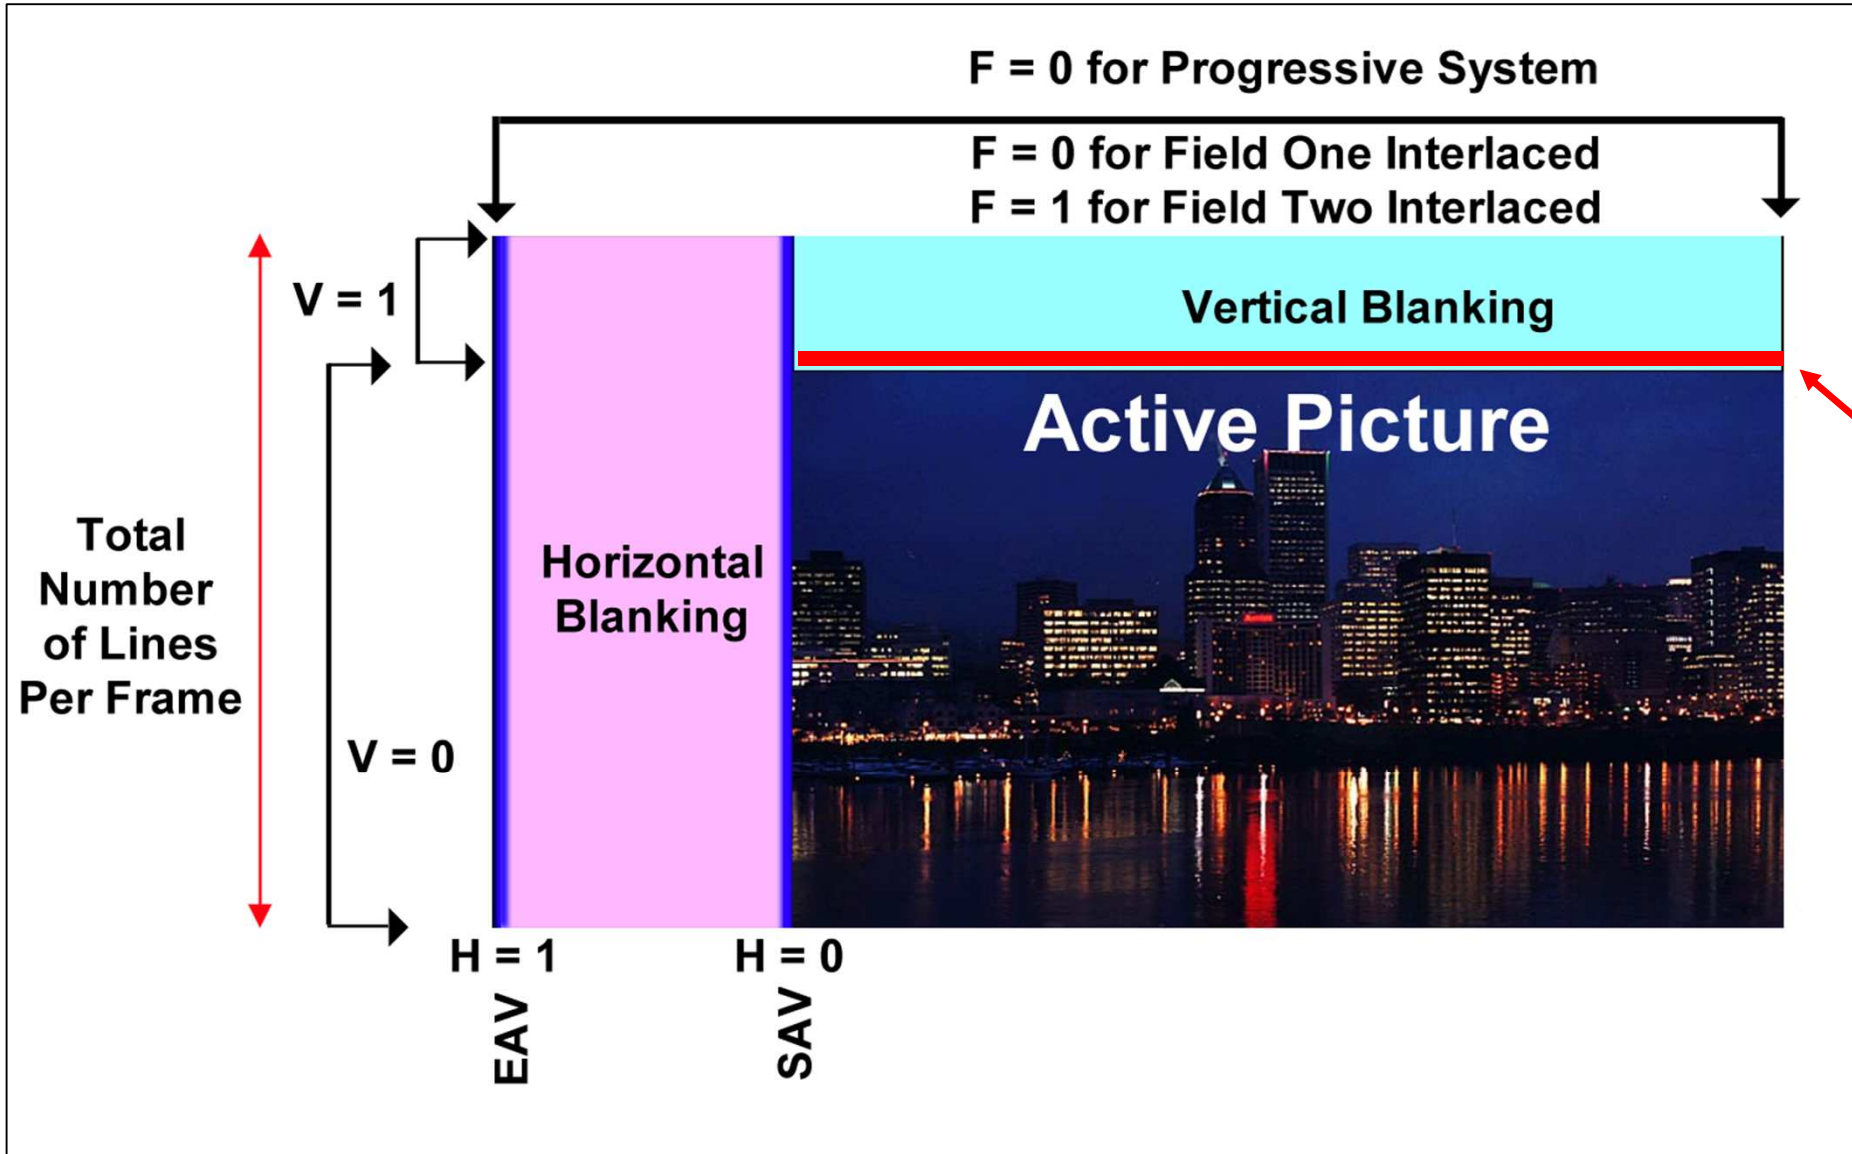 F = 0 for Progressive System
F = 0 for Field One Interlaced
F = 1 for Field Two Interlaced
V = 1
Vertical Blanking
Active Picture
Total
Number
of Lines
Per Frame
Horizontal
Blanking
V = 0
H = 1
H = 0
EAV
SAV